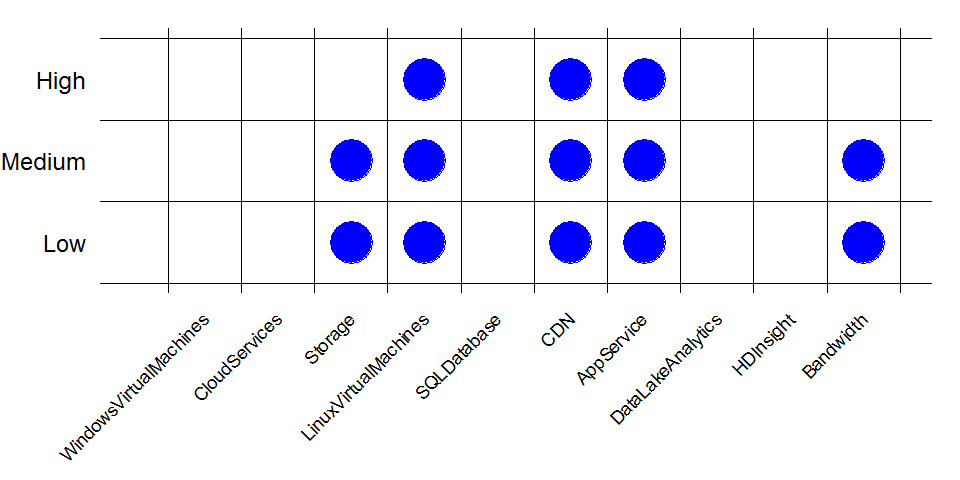 High
Medium
Low
WindowsVirtualMachines
CloudServices
Storage
LinuxVirtualMachines
SQLDatabase
CDN
AppService
DataLakeAnalytics
HDInsight
Bandwidth